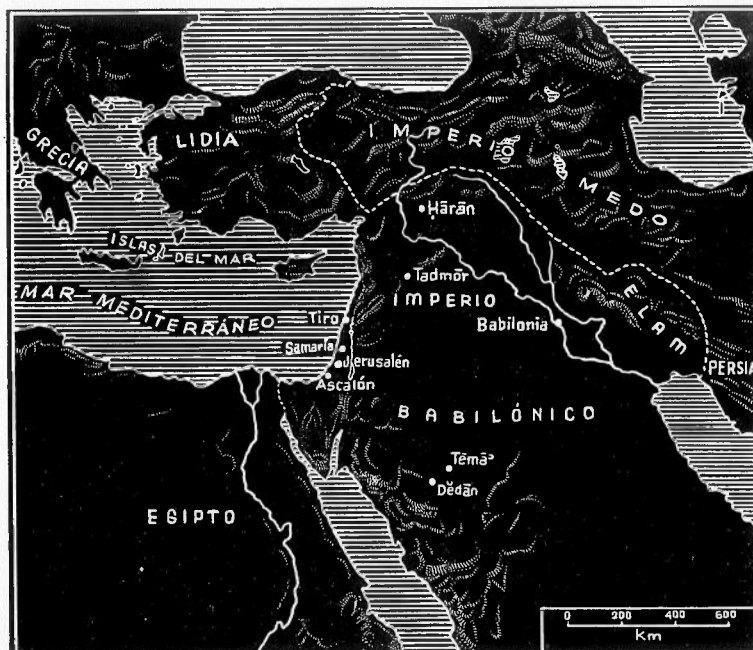 GRECIA
LIDIA
IMPERIO MEDO
Hārān
ISLAS DEL MAR
Tadmōr
IMPERIO
ELAM
MAR MEDITERRÁNEO
Tiro
Babilonia
Samaria
Jerusalén
Ascalón
PERSIA
BABILÓNICO
Tēmāʾ
Dĕdān
EGIPTO
0 200 400 600
Km